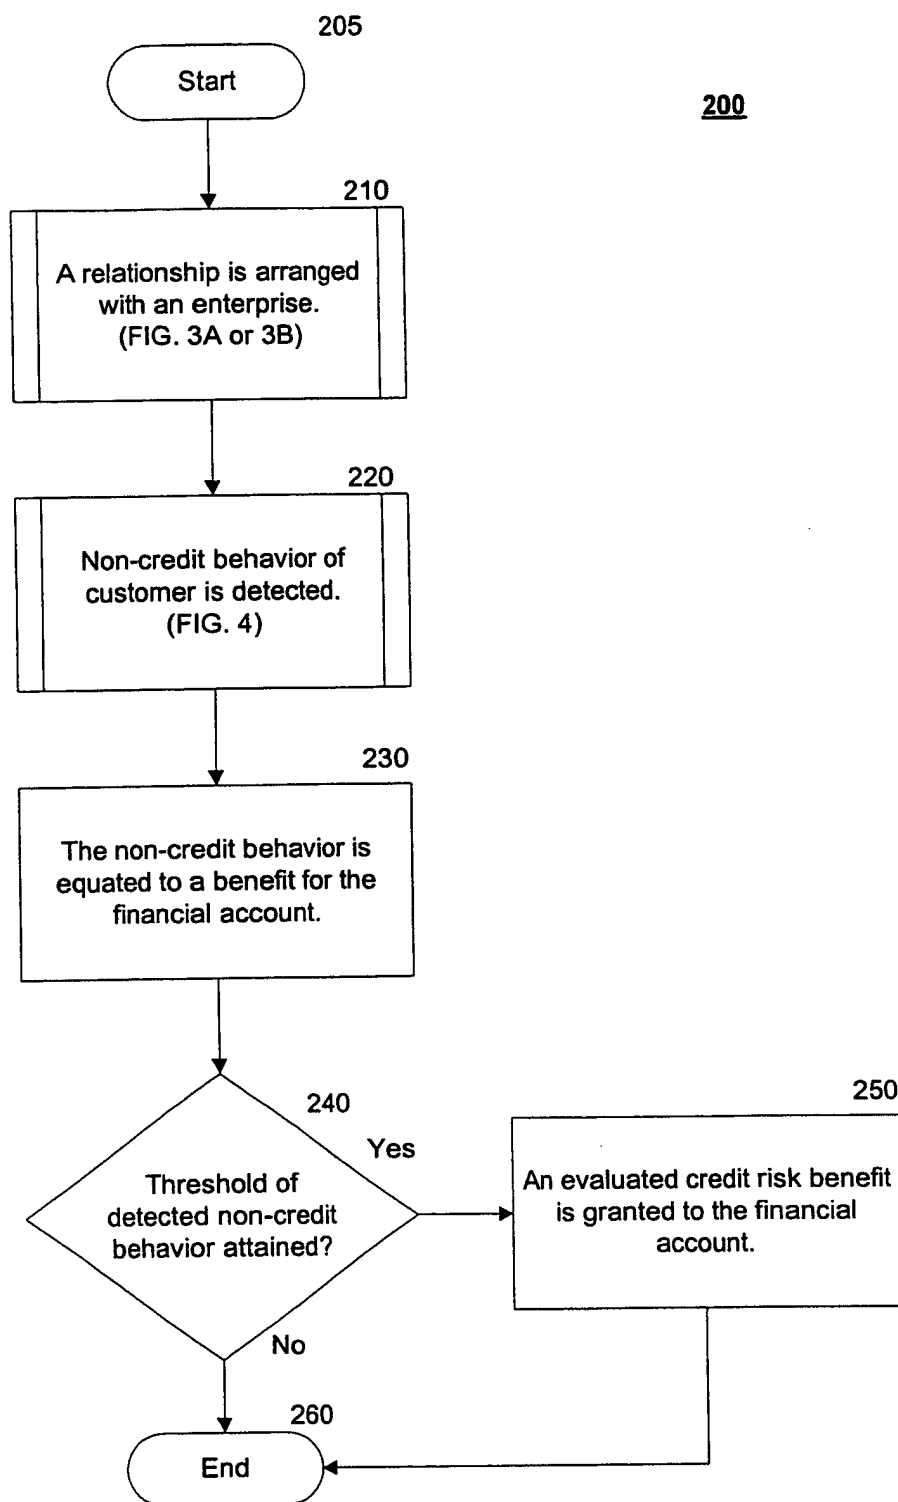 205
Start
200
210
A relationship is arranged
with an enterprise.
(FIG. 3A or 3B)
220
Non-credit behavior of
customer is detected.
(FIG. 4)
230
The non-credit behavior is
equated to a benefit for the
financial account.
240
Yes
Threshold of
detected non-credit
behavior attained?
No
250
An evaluated credit risk benefit
is granted to the financial
account.
260
End